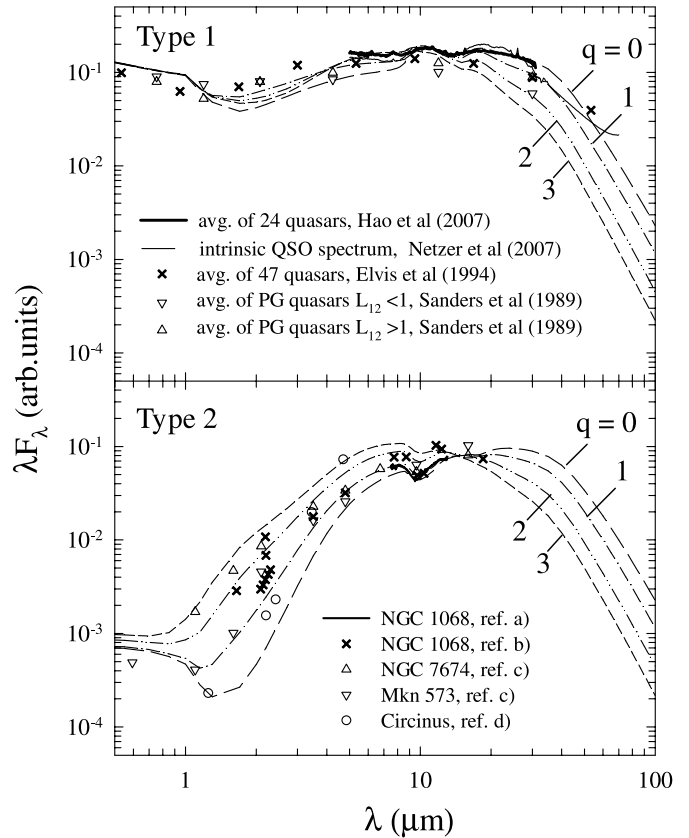 Type 1
q = 0
1
2
3
10^-1
10^-2
10^-3
10^-4
avg. of 24 quasars, Hao et al (2007)
intrinsic QSO spectrum, Netzer et al (2007)
avg. of 47 quasars, Elvis et al (1994)
avg. of PG quasars L_12 <1, Sanders et al (1989)
avg. of PG quasars L_12 >1, Sanders et al (1989)
λF_λ (arb.units)
Type 2
q = 0
1
2
3
10^-1
10^-2
10^-3
10^-4
NGC 1068, ref. a)
NGC 1068, ref. b)
NGC 7674, ref. c)
Mkn 573, ref. c)
Circinus, ref. d)
1
10
100
λ (μm)